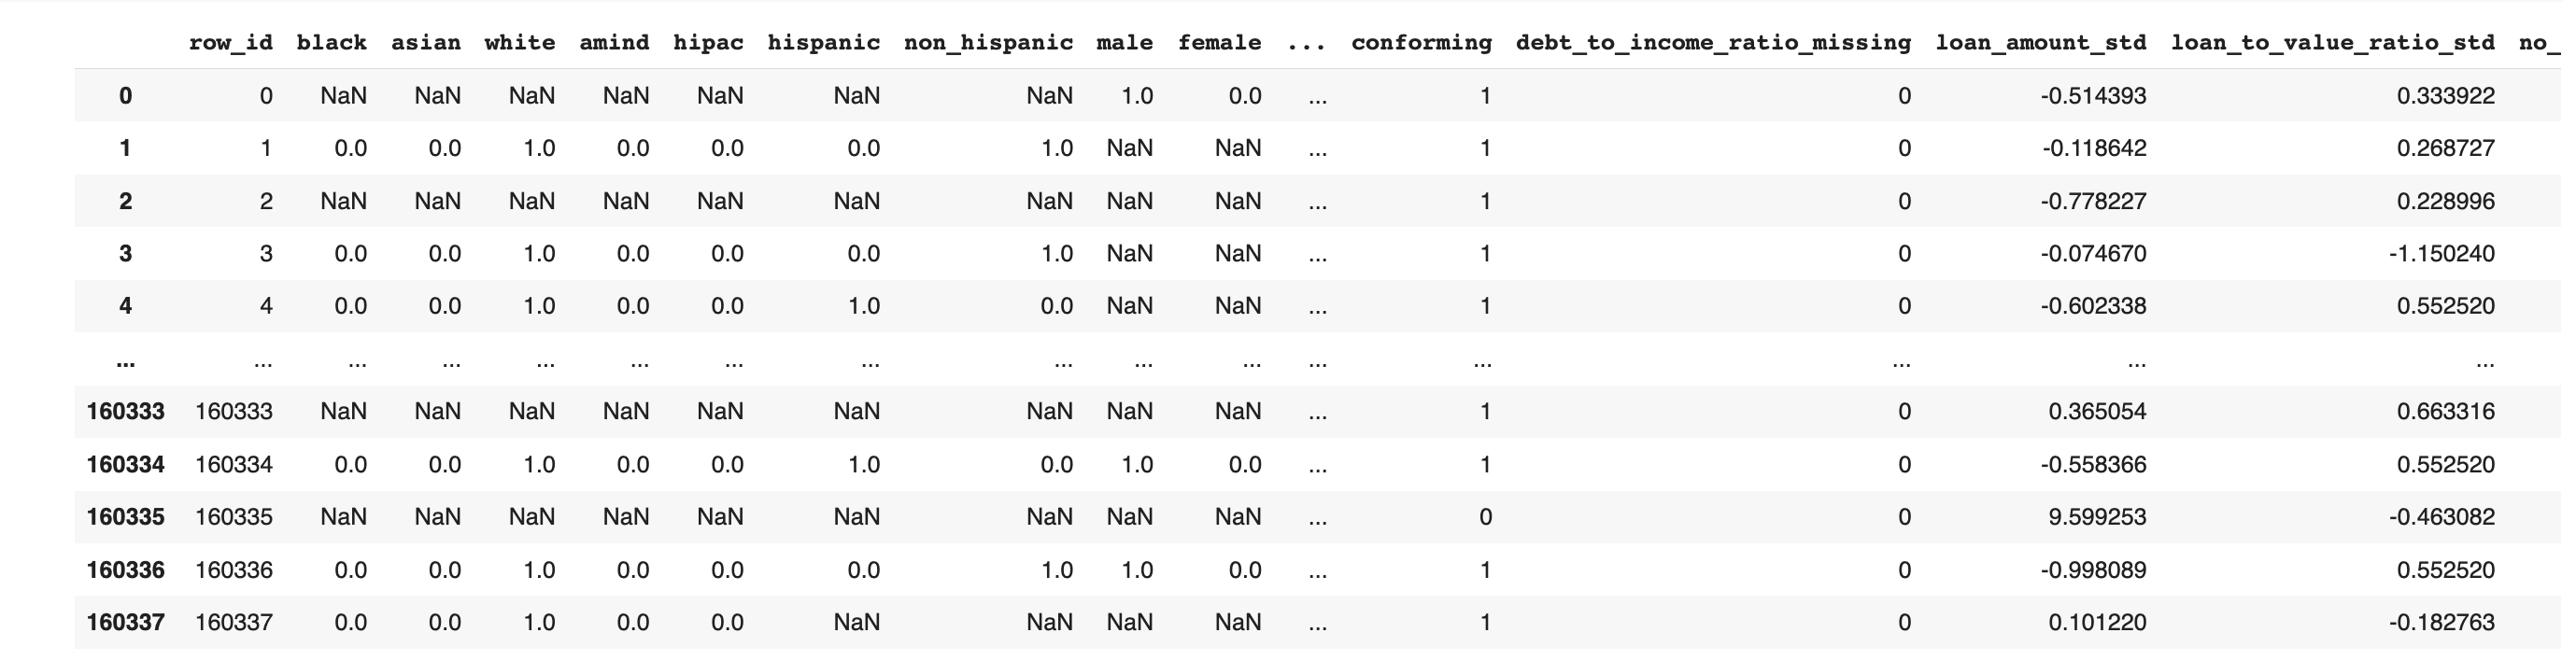 row_id black asian white amind hipac hispanic non_hispanic male female ... conforming debt_to_income_ratio_missing loan_amount_std loan_to_value_ratio_std no_
0 0 NaN NaN NaN NaN NaN NaN NaN 1.0 0.0 ... 1 0 -0.514393 0.333922
1 1 0.0 0.0 1.0 0.0 0.0 0.0 1.0 NaN NaN ... 1 0 -0.118642 0.268727
2 2 NaN NaN NaN NaN NaN NaN NaN NaN NaN ... 1 0 -0.778227 0.228996
3 3 0.0 0.0 1.0 0.0 0.0 0.0 1.0 NaN NaN ... 1 0 -0.074670 -1.150240
4 4 0.0 0.0 1.0 0.0 0.0 1.0 0.0 NaN NaN ... 1 0 -0.602338 0.552520
... ... ... ... ... ... ... ... ... ... ... ... ... ... ... ...
160333 160333 NaN NaN NaN NaN NaN NaN NaN NaN NaN ... 1 0 0.365054 0.663316
160334 160334 0.0 0.0 1.0 0.0 0.0 1.0 0.0 1.0 0.0 ... 1 0 -0.558366 0.552520
160335 160335 NaN NaN NaN NaN NaN NaN NaN NaN NaN ... 0 0 9.599253 -0.463082
160336 160336 0.0 0.0 1.0 0.0 0.0 0.0 1.0 1.0 0.0 ... 1 0 -0.998089 0.552520
160337 160337 0.0 0.0 1.0 0.0 0.0 NaN NaN NaN NaN ... 1 0 0.101220 -0.182763